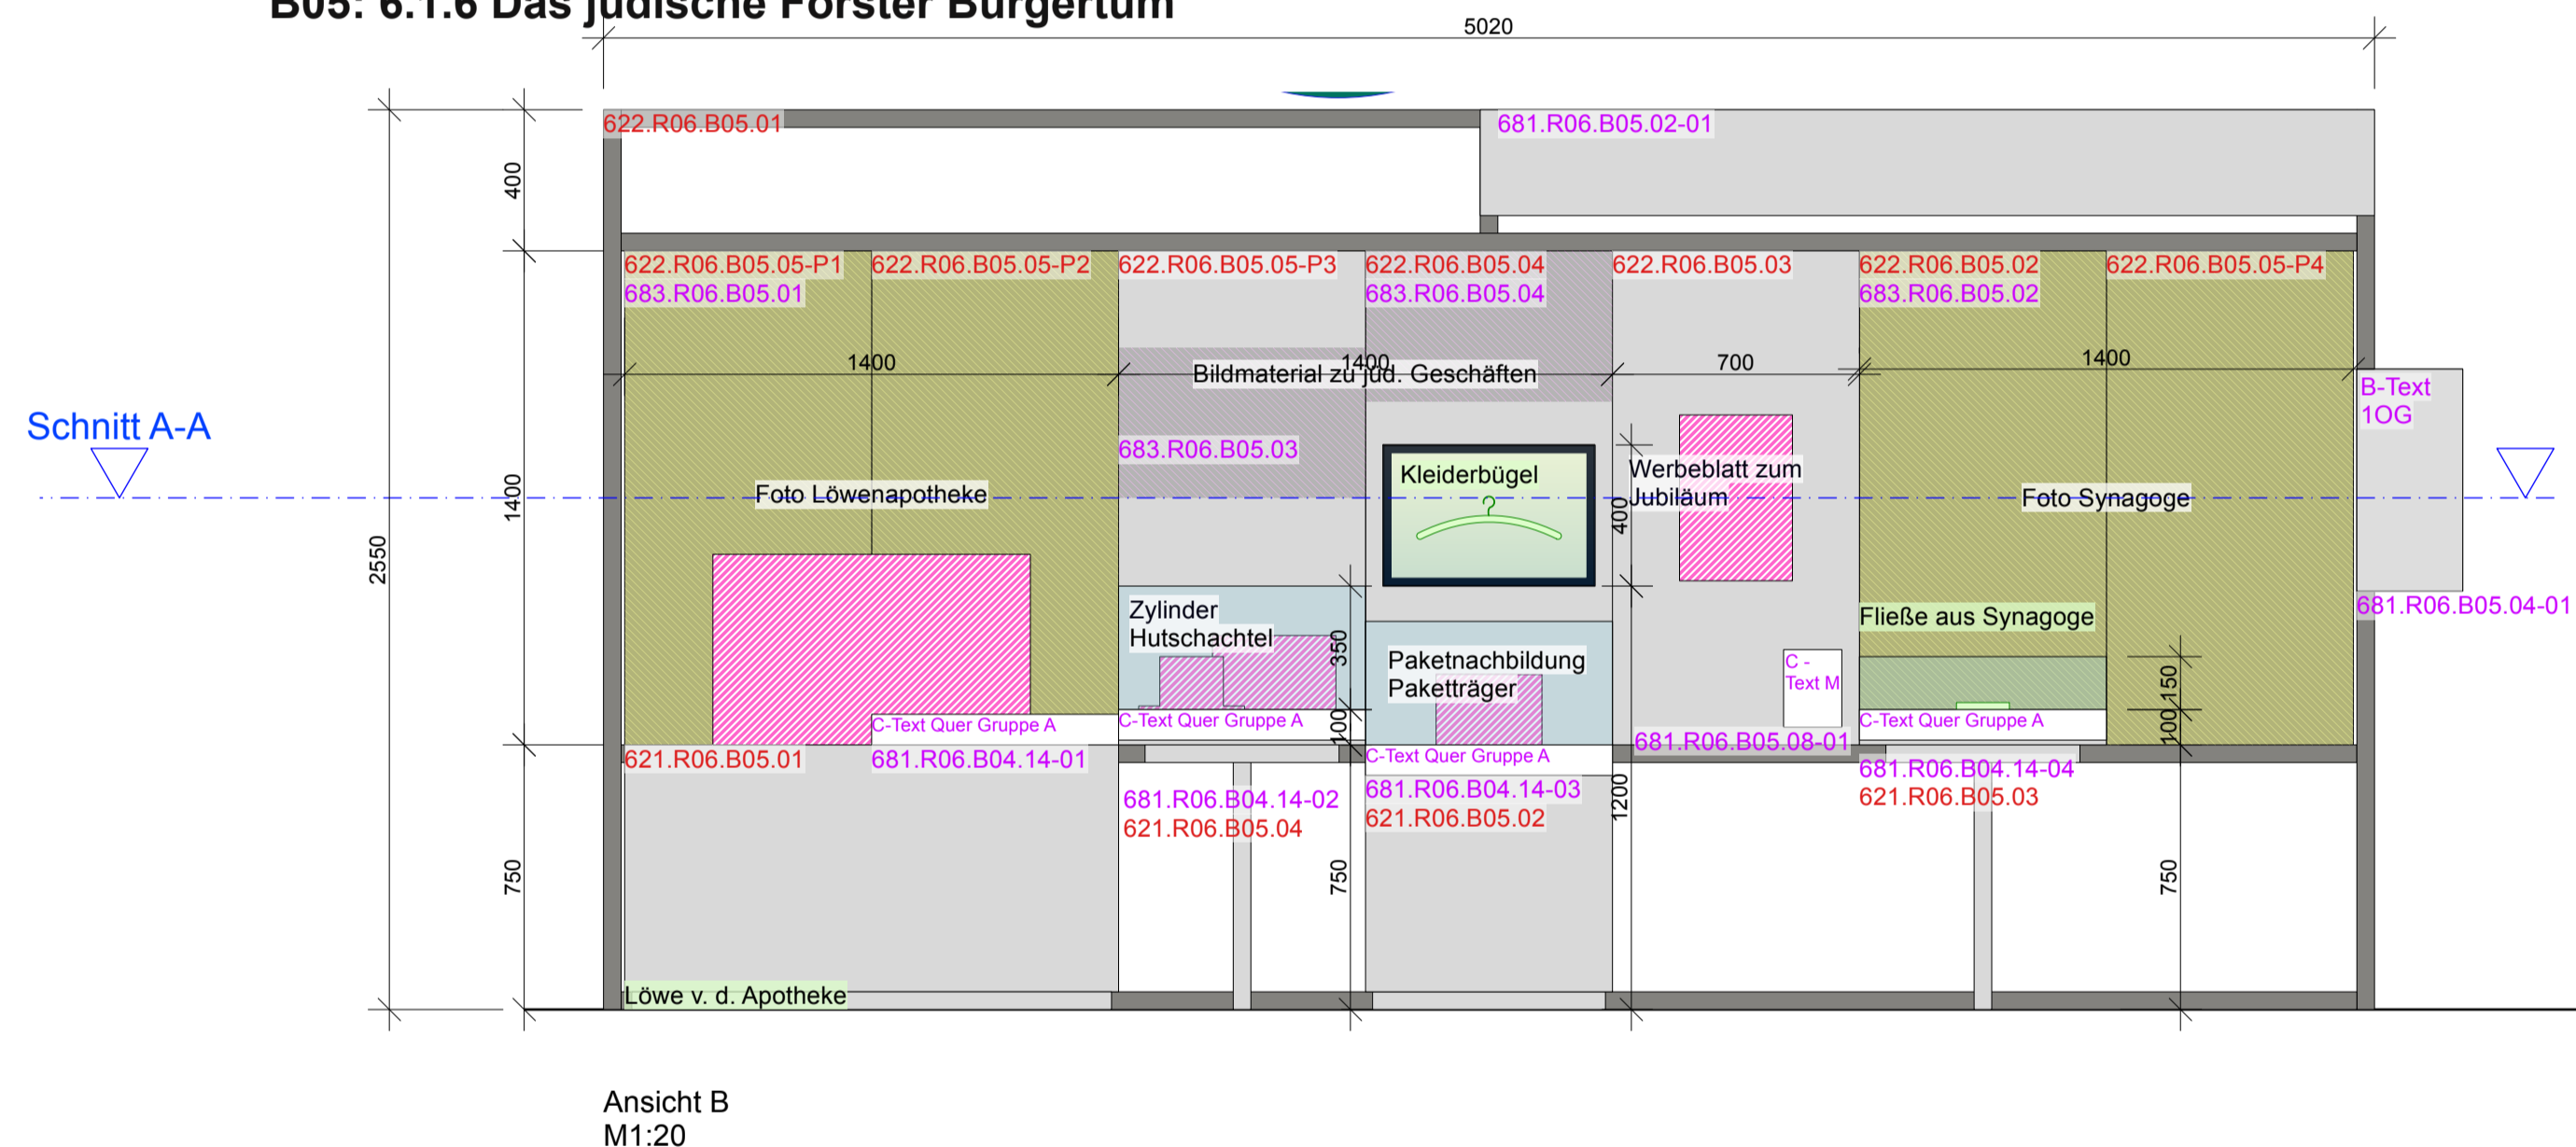 B05: 6.1.6 Das jüdische Forster Bürgertum
5020
622.R06.B05.01
681.R06.B05.02-01
400
622.R06.B05.05-P1
683.R06.B05.01
622.R06.B05.05-P2
622.R06.B05.05-P3
622.R06.B05.04
683.R06.B05.04
622.R06.B05.03
622.R06.B05.02
683.R06.B05.02
622.R06.B05.05-P4
1400
1400
700
1400
Bildmaterial zu jüd. Geschäften
B-Text
1OG
Schnitt A-A
683.R06.B05.03
Kleiderbügel
Werbeblatt zum
Jubiläum
Foto Löwenapotheke
Foto Synagoge
1400
400
2550
Zylinder
Hutschachtel
350
Paketnachbildung
Paketträger
C -
Text M
Fließe aus Synagoge
681.R06.B05.04-01
150
100
100
C-Text Quer Gruppe A
C-Text Quer Gruppe A
C-Text Quer Gruppe A
C-Text Quer Gruppe A
621.R06.B05.01
681.R06.B04.14-01
681.R06.B05.08-01
681.R06.B04.14-02
621.R06.B05.04
681.R06.B04.14-03
621.R06.B05.02
681.R06.B04.14-04
621.R06.B05.03
1200
750
750
750
Löwe v. d. Apotheke
Ansicht B
M1:20